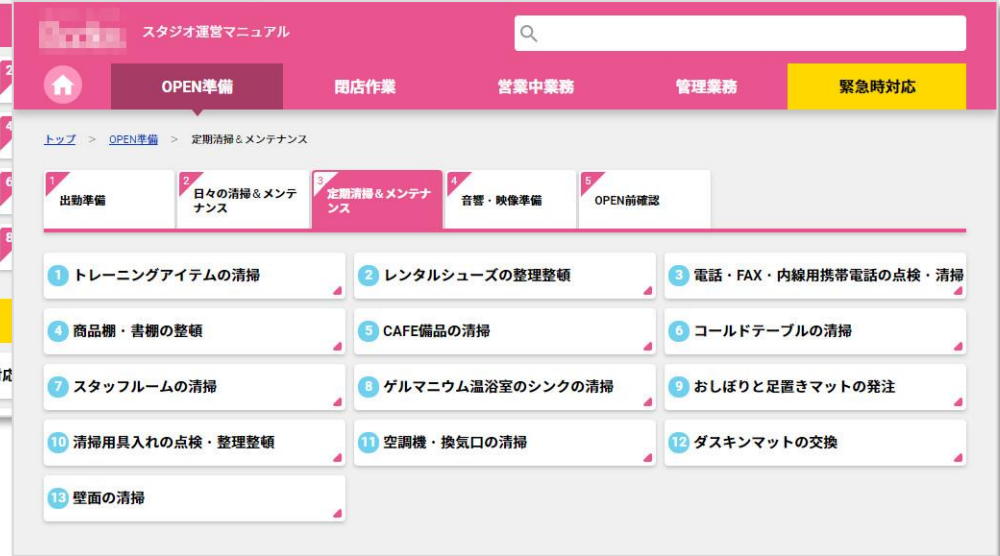 スタジオ運営マニュアル
OPEN準備
閉店作業
営業中業務
管理業務
緊急時対応
トップ > OPEN準備 > 定期清掃＆メンテナンス
1
出勤準備
2
日々の清掃＆メンテ
ナンス
3
定期清掃＆メンテナ
ンス
4
音響・映像準備
5
OPEN前確認
1 トレーニングアイテムの清掃
2 レンタルシューズの整理整頓
3 電話・FAX・内線用携帯電話の点検・清掃
4 商品棚・書棚の整頓
5 CAFE備品の清掃
6 コールドテーブルの清掃
7 スタッフルームの清掃
8 ゲルマニウム温浴室のシンクの清掃
9 おしぼりと足置きマットの発注
10 清掃用具入れの点検・整理整頓
11 空調機・換気口の清掃
12 ダスキンマットの交換
13 壁面の清掃
2
4
6
8
応